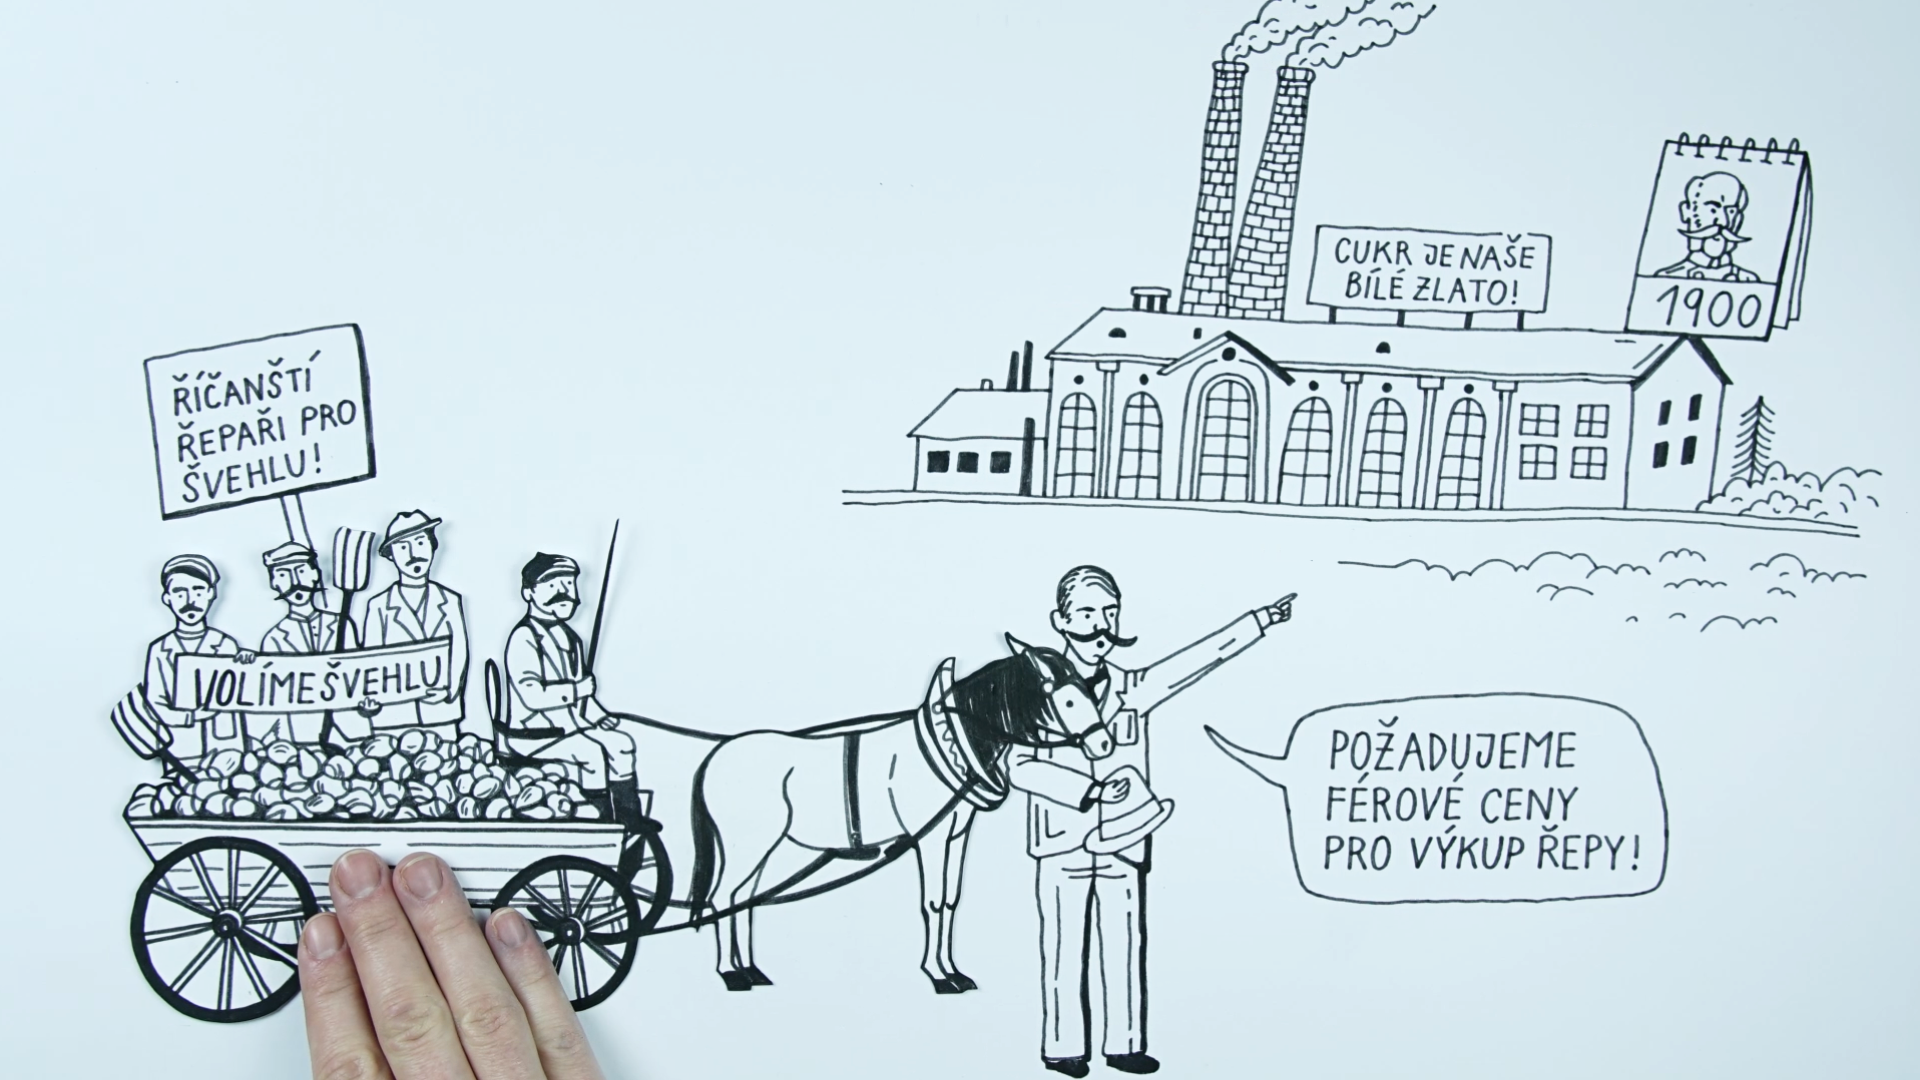 CUKR JE NAŠE
BÍLÉ ZLATO!
1900
ŘÍČANŠTÍ
ŘEPAŘI PRO
ŠVEHLU!
VOLÍME ŠVEHLU
POŽADUJEME
FÉROVÉ CENY
PRO VÝKUP ŘEPY!